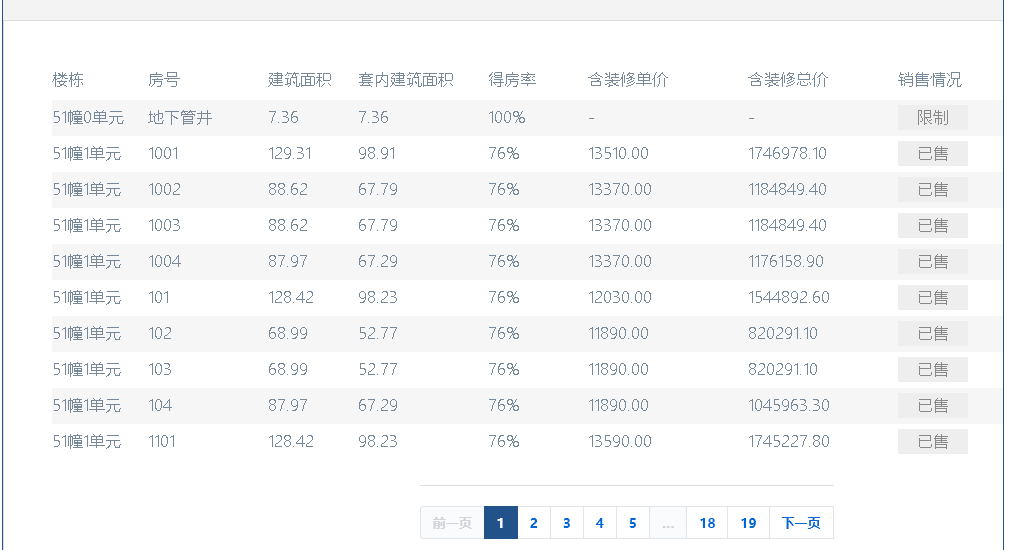 楼栋 房号 建筑面积 套内建筑面积 得房率 含装修单价 含装修总价 销售情况
51幢0单元 地下管井 7.36 7.36 100% - - 限制
51幢1单元 1001 129.31 98.91 76% 13510.00 1746978.10 已售
51幢1单元 1002 88.62 67.79 76% 13370.00 1184849.40 已售
51幢1单元 1003 88.62 67.79 76% 13370.00 1184849.40 已售
51幢1单元 1004 87.97 67.29 76% 13370.00 1176158.90 已售
51幢1单元 101 128.42 98.23 76% 12030.00 1544892.60 已售
51幢1单元 102 68.99 52.77 76% 11890.00 820291.10 已售
51幢1单元 103 68.99 52.77 76% 11890.00 820291.10 已售
51幢1单元 104 87.97 67.29 76% 11890.00 1045963.30 已售
51幢1单元 1101 128.42 98.23 76% 13590.00 1745227.80 已售
前一页 1 2 3 4 5 ... 18 19 下一页